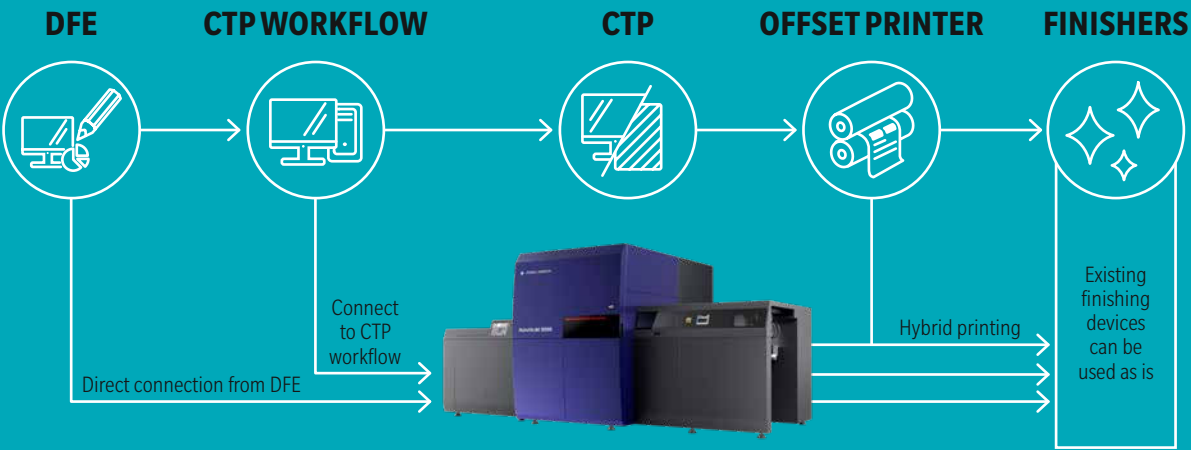 DFE
CTP WORKFLOW
CTP
OFFSET PRINTER
FINISHERS
Connect
to CTP
workflow
Direct connection from DFE
Hybrid printing
Existing
finishing
devices
can be
used as is